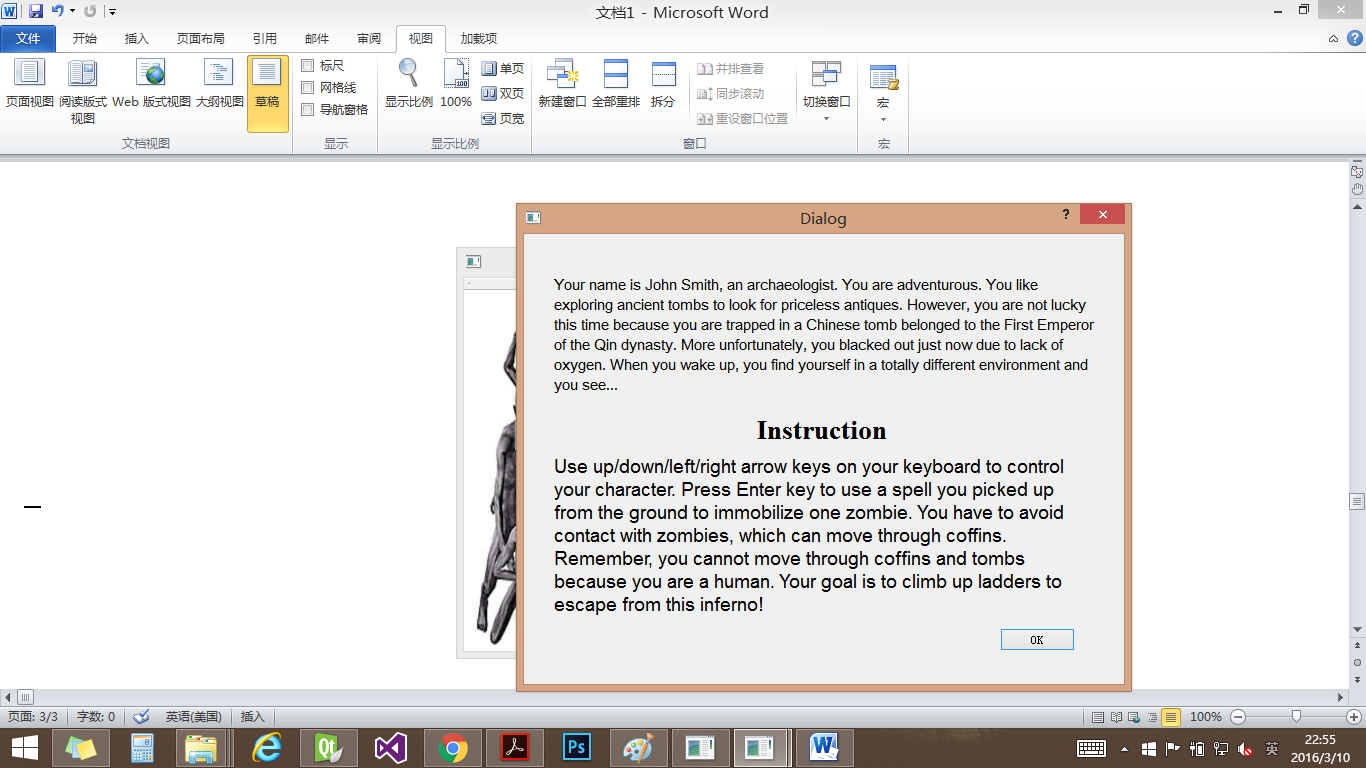 文档1 - Microsoft Word
文件 开始 插入 页面布局 引用 邮件 审阅 视图 加载项
页面视图 阅读版式视图 Web 版式视图 大纲视图 草稿
标尺
网格线
导航窗格
显示比例 100%
单页
双页
页宽
新建窗口 全部重排 拆分
并排查看
同步滚动
重设窗口位置
切换窗口 宏
文档视图 显示 显示比例 窗口 宏
Dialog
Your name is John Smith, an archaeologist. You are adventurous. You like
exploring ancient tombs to look for priceless antiques. However, you are not lucky
this time because you are trapped in a Chinese tomb belonged to the First Emperor
of the Qin dynasty. More unfortunately, you blacked out just now due to lack of
oxygen. When you wake up, you find yourself in a totally different environment and
you see...
Instruction
Use up/down/left/right arrow keys on your keyboard to control
your character. Press Enter key to use a spell you picked up
from the ground to immobilize one zombie. You have to avoid
contact with zombies, which can move through coffins.
Remember, you cannot move through coffins and tombs
because you are a human. Your goal is to climb up ladders to
escape from this inferno!
OK
页面: 3/3 字数: 0 英语(美国) 插入 100%
Qt Ps W 英 22:55
2016/3/10